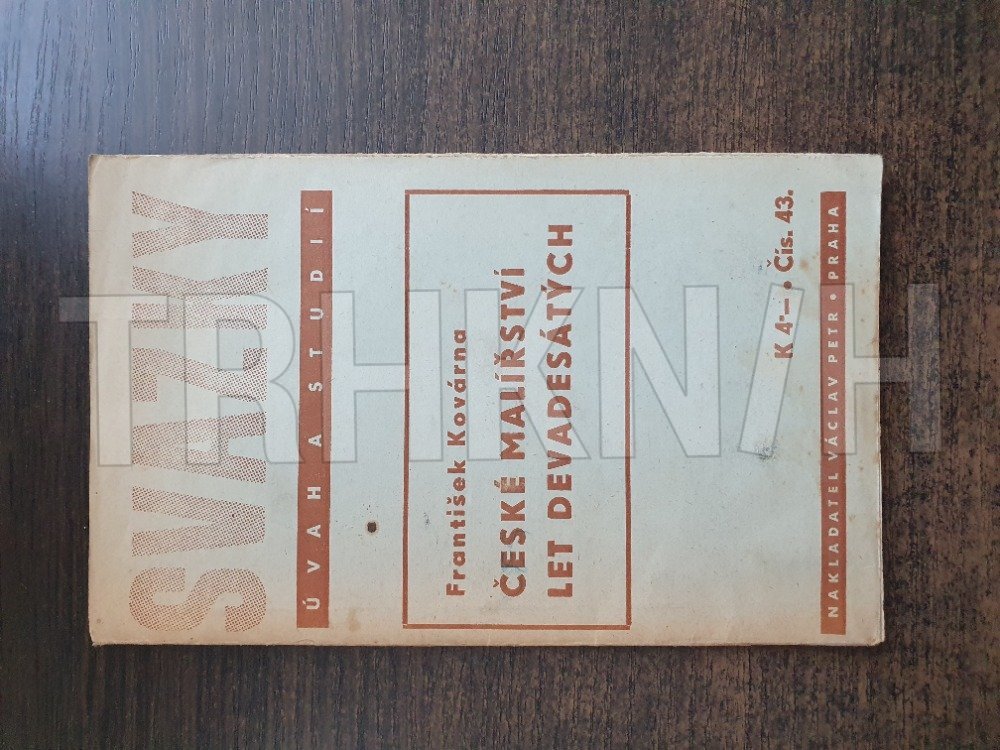 SVAZKY
ÚVAH A STUDIÍ
František Kovárna
ČESKÉ MALÍŘSTVÍ
LET DEVADESÁTÝCH
K 4·— • Čís. 43.
NAKLADATEL VÁCLAV PETR • PRAHA
TRHKNIH